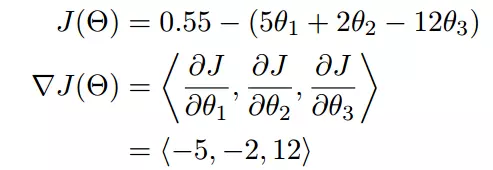 J(Θ) = 0.55 − (5θ₁ + 2θ₂ − 12θ₃)
∇J(Θ) = ⟨∂J/∂θ₁, ∂J/∂θ₂, ∂J/∂θ₃⟩
= ⟨−5, −2, 12⟩